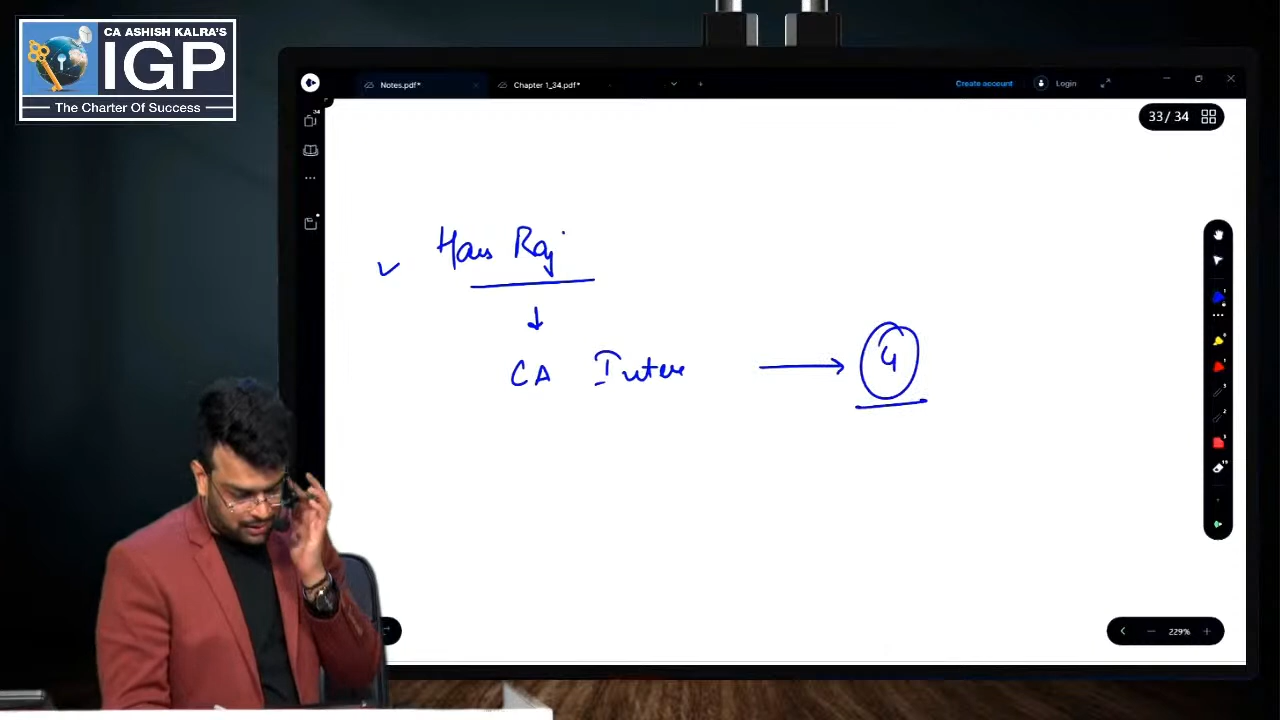 CA ASHISH KALRA'S
IGP
The Charter Of Success
Notes.pdf*
Chapter 1_34.pdf*
Create account
Login
33 / 34
34
Hans Raj
CA Inter
4
229%